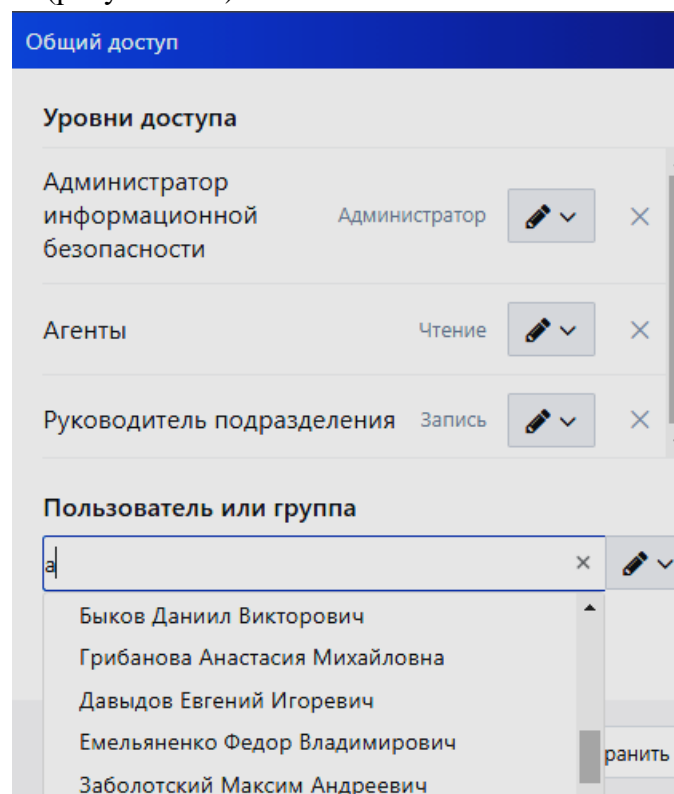 Общий доступ
Уровни доступа
Администратор
информационной
безопасности
Администратор
Агенты
Чтение
Руководитель подразделения
Запись
Пользователь или группа
а
Быков Даниил Викторович
Грибанова Анастасия Михайловна
Давыдов Евгений Игоревич
Емельяненко Федор Владимирович
ранить
Заболотский Максим Андреевич